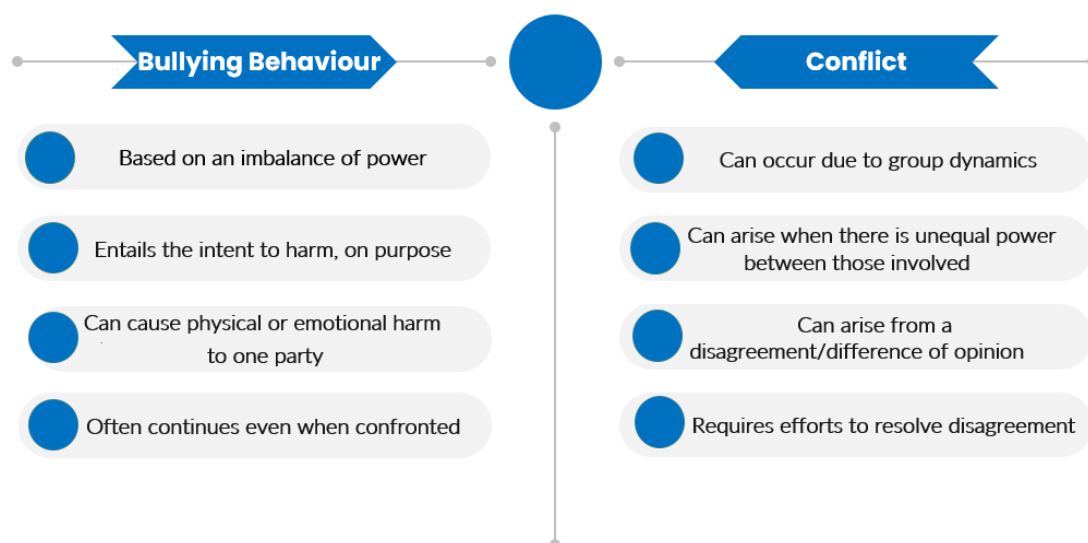 Bullying Behaviour
Based on an imbalance of power
Entails the intent to harm, on purpose
Can cause physical or emotional harm
to one party
Often continues even when confronted
Conflict
Can occur due to group dynamics
Can arise when there is unequal power
between those involved
Can arise from a
disagreement/difference of opinion
Requires efforts to resolve disagreement